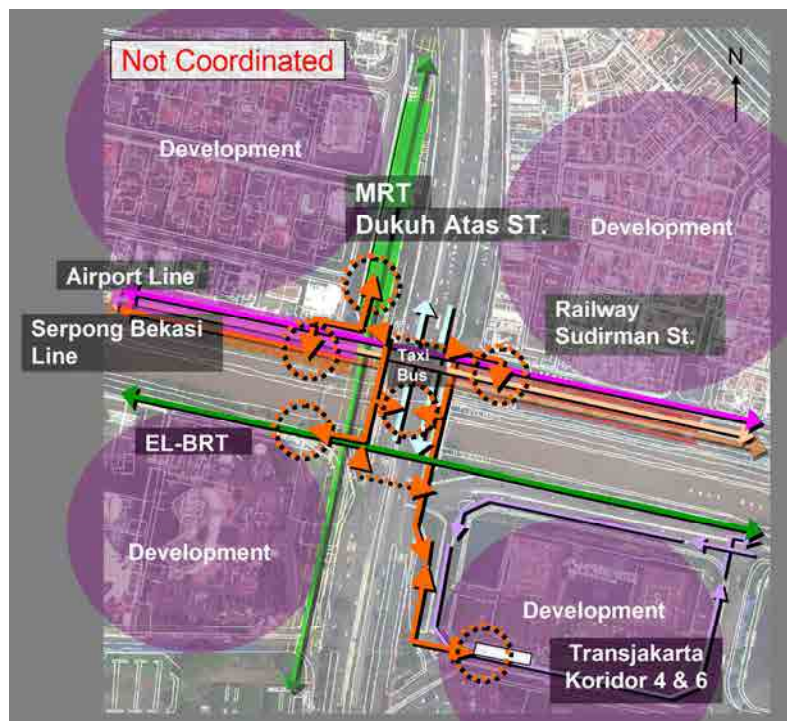 Not Coordinated
N
Development
MRT
Dukuh Atas ST.
Development
Airport Line
Serpong Bekasi
Line
Railway
Sudirman St.
Taxi
Bus
EL-BRT
Development
Development
Transjakarta
Koridor 4 & 6